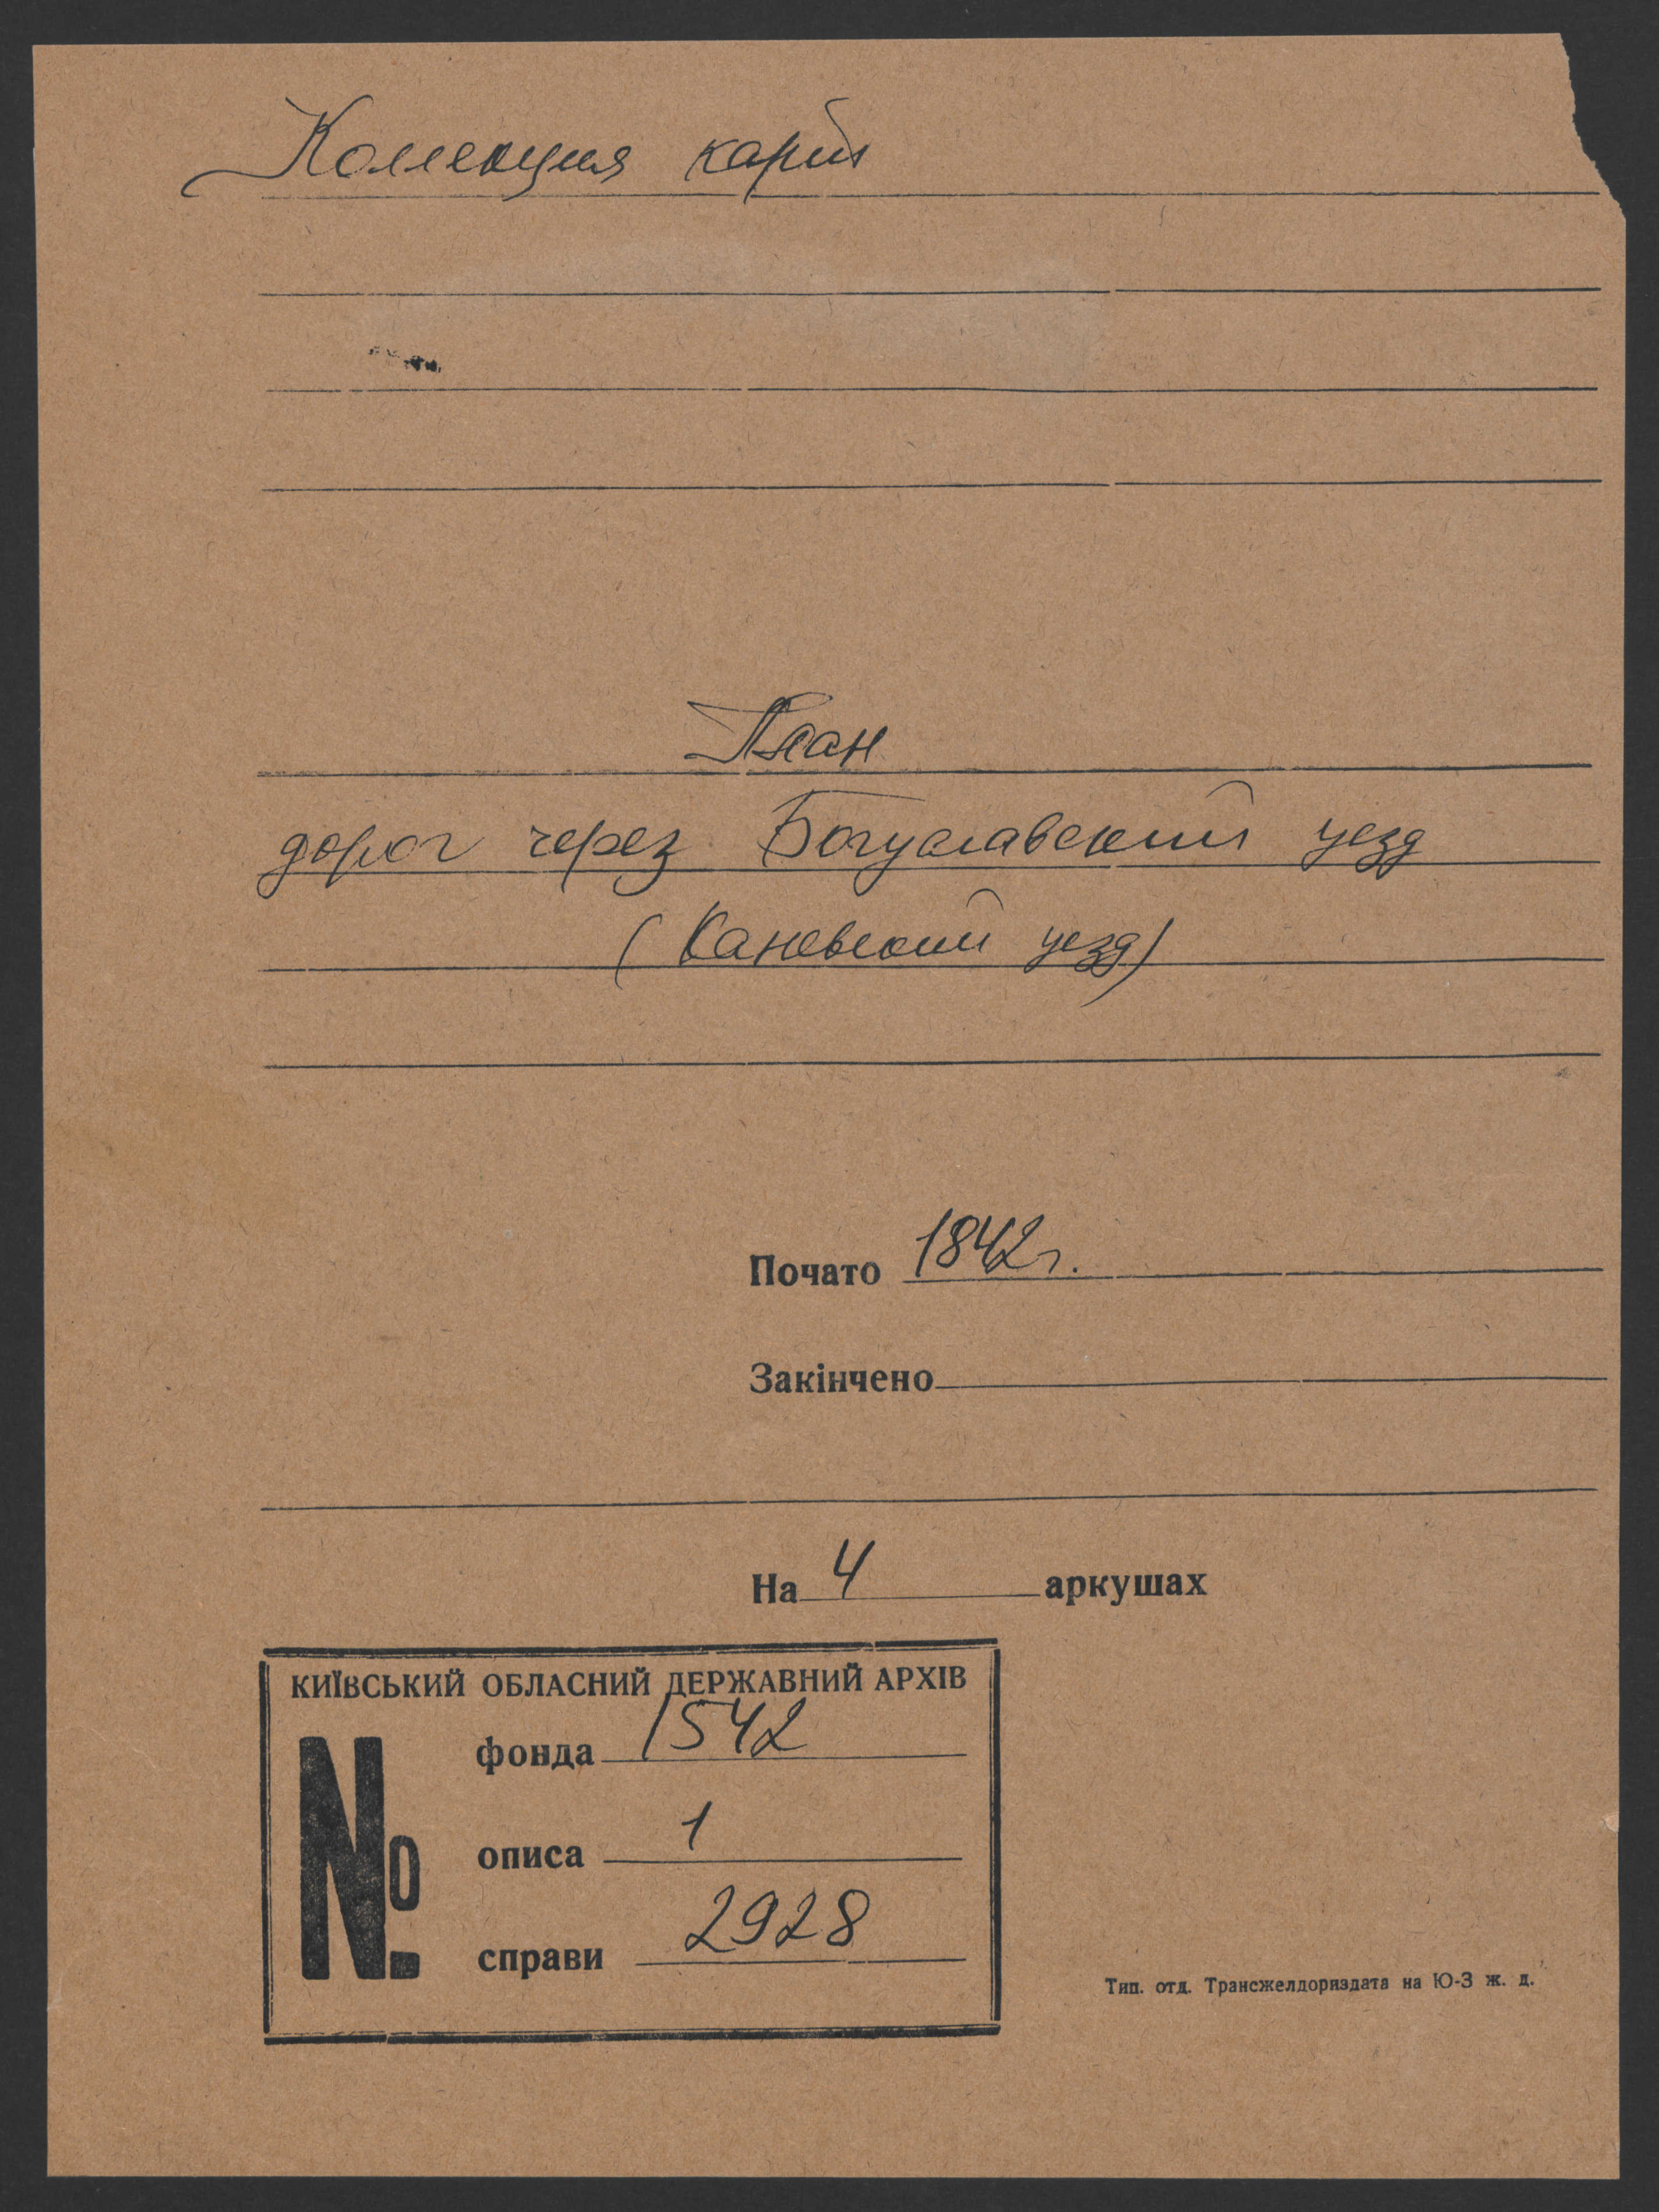 Коллекция карт
План
дорог через Богуславский уезд
(Каневский уезд)
Почато 1842 г.
Закінчено
На 4 аркушах
КИЇВСЬКИЙ ОБЛАСНИЙ ДЕРЖАВНИЙ АРХІВ
№
фонда 1542
описа 1
справи 2928
Тип. отд. Трансжелдориздата на Ю-З ж. д.